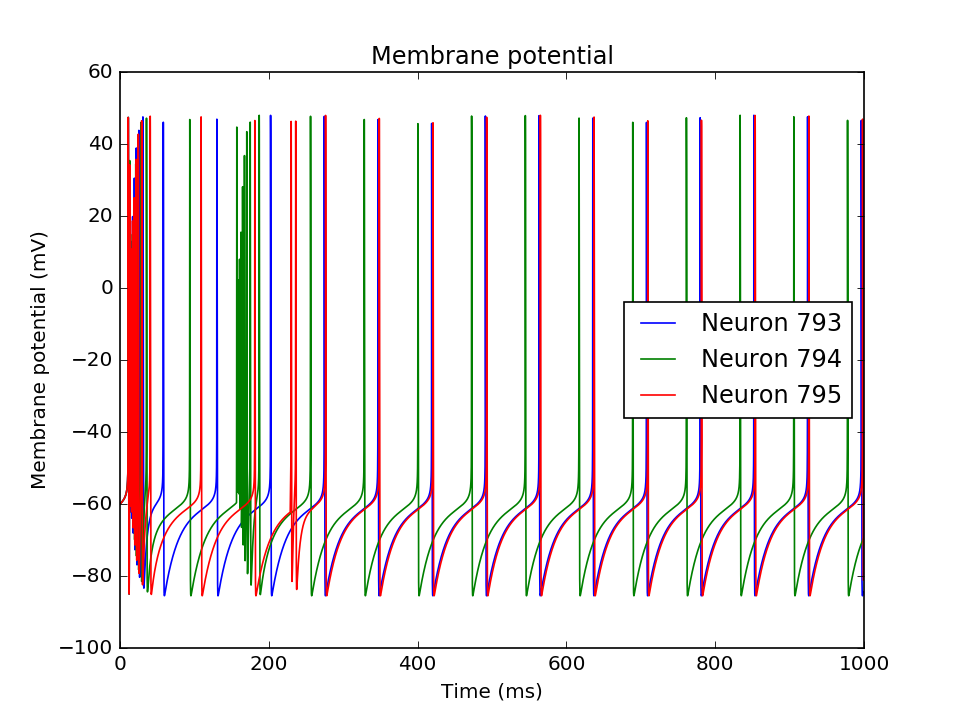 Membrane potential
60
40
20
0
−20
−40
−60
−80
−100
Membrane potential (mV)
Neuron 793
Neuron 794
Neuron 795
0 200 400 600 800 1000
Time (ms)